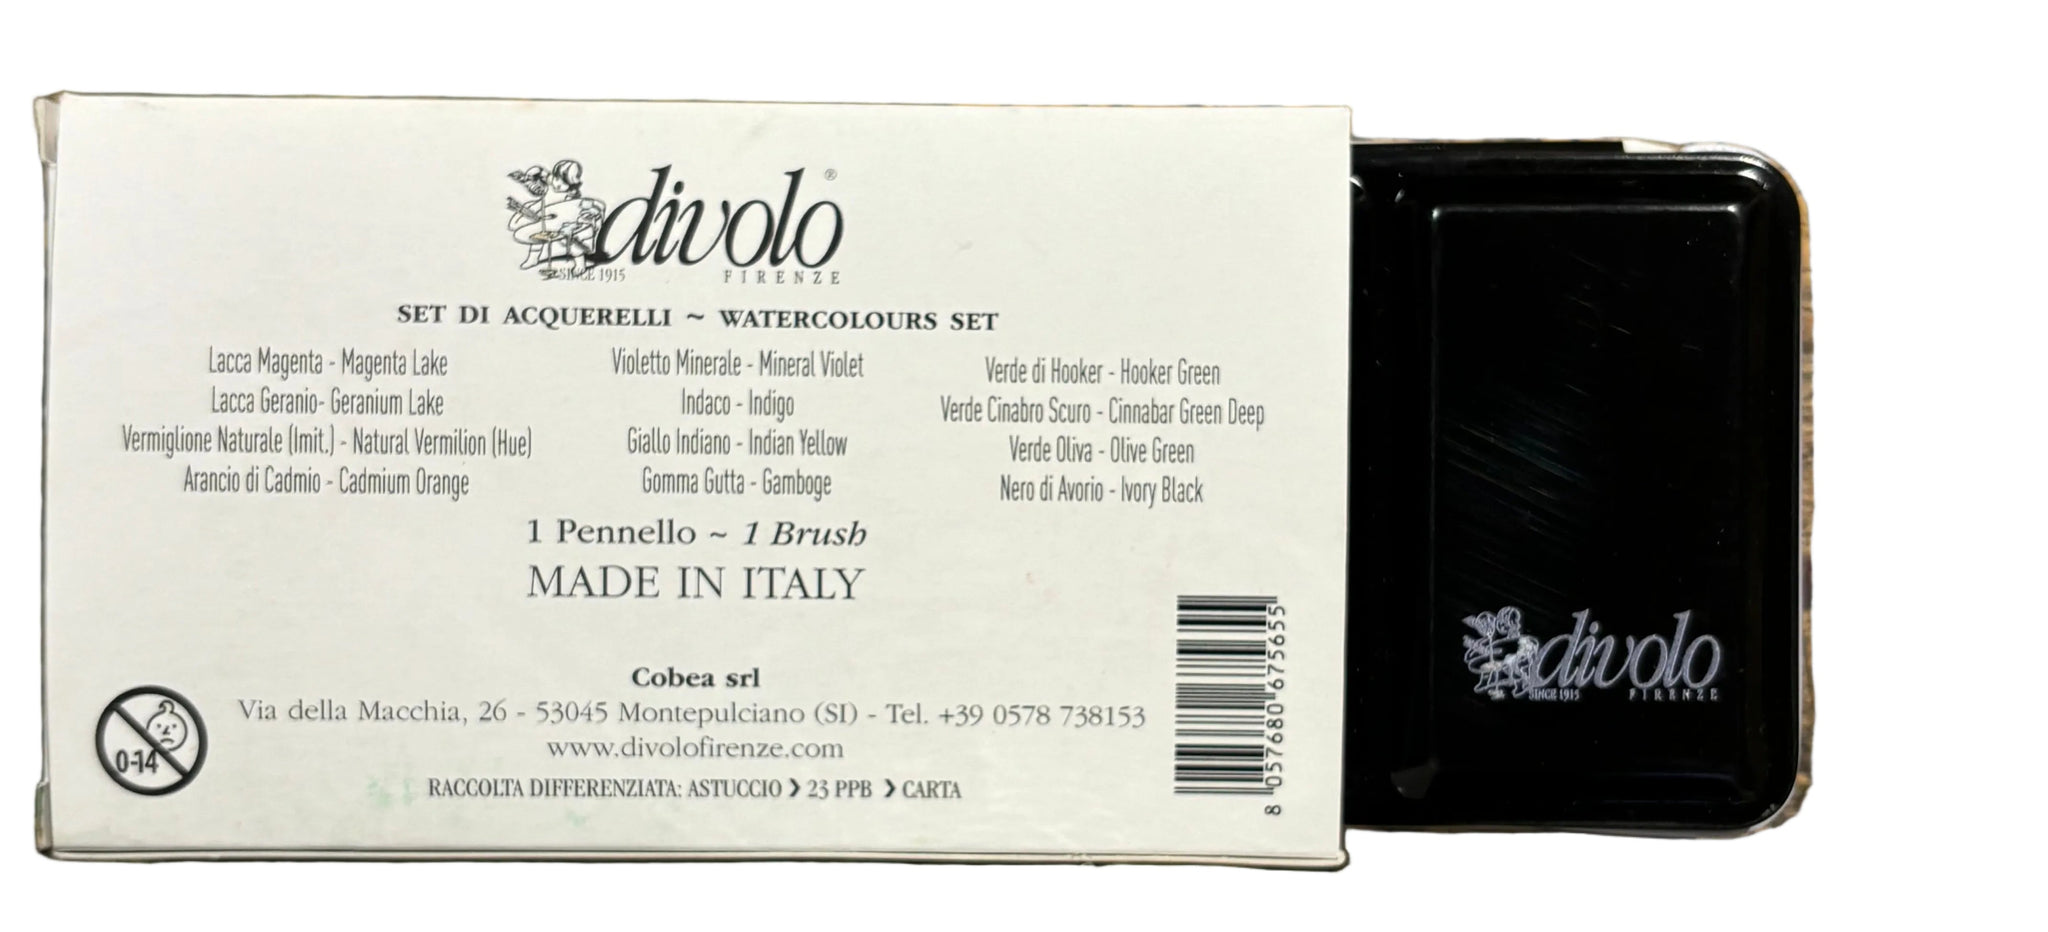 divolo®
SINCE 1915 FIRENZE
SET DI ACQUERELLI ~ WATERCOLOURS SET
Lacca Magenta - Magenta Lake
Lacca Geranio- Geranium Lake
Vermiglione Naturale (Imit.) - Natural Vermilion (Hue)
Arancio di Cadmio - Cadmium Orange
Violetto Minerale - Mineral Violet
Indaco - Indigo
Giallo Indiano - Indian Yellow
Gomma Gutta - Gamboge
Verde di Hooker - Hooker Green
Verde Cinabro Scuro - Cinnabar Green Deep
Verde Oliva - Olive Green
Nero di Avorio - Ivory Black
1 Pennello ~ 1 Brush
MADE IN ITALY
Cobea srl
Via della Macchia, 26 - 53045 Montepulciano (SI) - Tel. +39 0578 738153
www.divolofirenze.com
RACCOLTA DIFFERENZIATA: ASTUCCIO ❯ 23 PPB ❯ CARTA
0-14
8 057680 675655
divolo
SINCE 1915 FIRENZE